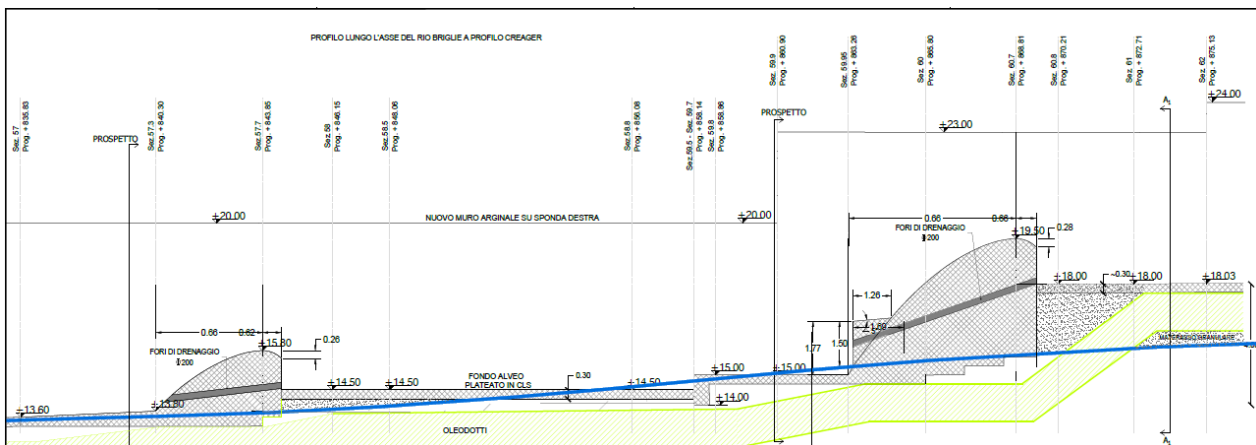 PROFILO LUNGO L'ASSE DEL RIO BRIGLIE A PROFILO CREAGER
Sez. 57
Prog. + 835.83
PROSPETTO
Sez.57.3
Prog. + 840.30
Sez.57.7
Prog. + 843.85
Sez.58
Prog. + 846.15
Sez.58.5
Prog. + 848.06
Sez.58.8
Prog. + 856.08
Sez.59.5 - Sez.59.7
Prog. + 858.14
Sez.59.8
Prog. + 858.86
Sez. 59.9
Prog. + 860.90
PROSPETTO
Sez. 59.95
Prog. + 863.26
Sez. 60
Prog. + 865.80
Sez. 60.7
Prog. + 868.81
Sez. 60.8
Prog. + 870.21
Sez. 61
Prog. + 872.71
Sez. 62
Prog. + 875.13
+24.00
+23.00
+20.00
NUOVO MURO ARGINALE SU SPONDA DESTRA
+20.00
0.66
0.66
FORI DI DRENAGGIO
200
+19.50
0.28
+18.00
~0.30
+18.00
+18.03
1.26
1.77
1.50
0.66
0.62
+15.80
0.26
FORI DI DRENAGGIO
200
+13.60
+13.80
+14.50
+14.50
FONDO ALVEO
PLATEATO IN CLS
0.30
+14.50
+15.00
+15.00
+14.00
OLEODOTTI
MATERIALE GRANULARE